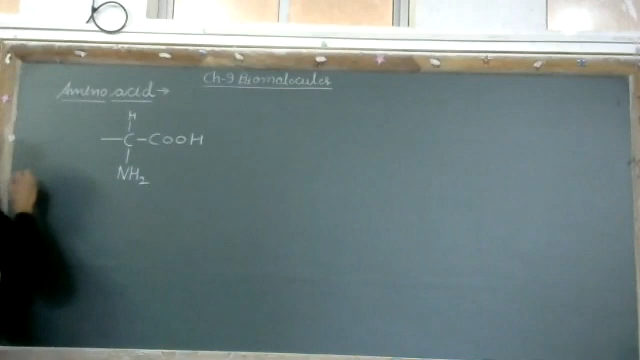 Ch-9 Biomolecules
Amino acid →
H
— C – COOH
NH₂